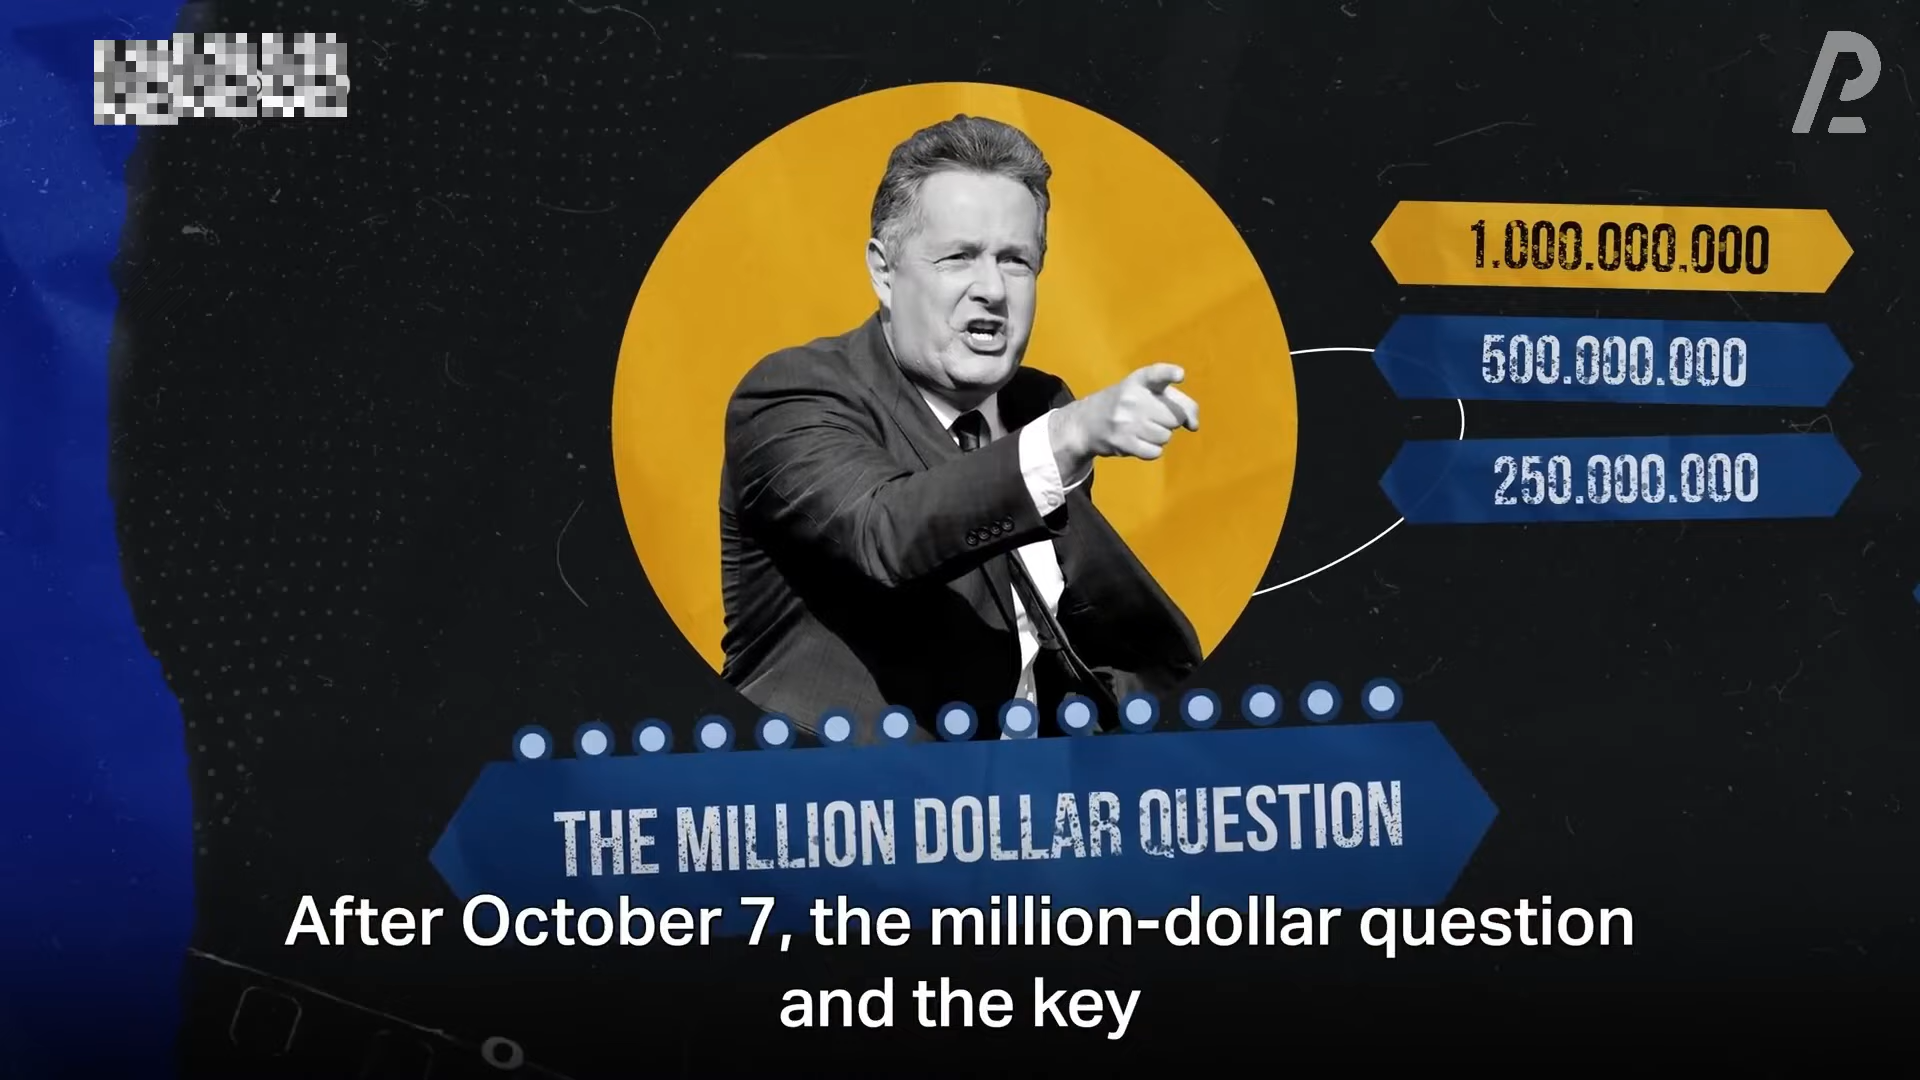 1.000.000.000
500.000.000
250.000.000
THE MILLION DOLLAR QUESTION
After October 7, the million-dollar question
and the key